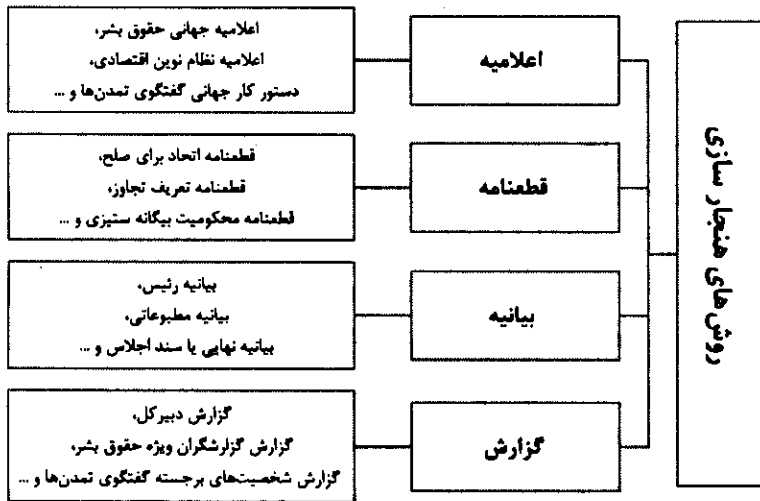 روش‌های هنجار سازی
اعلامیه
اعلامیه جهانی حقوق بشر،
اعلامیه نظام نوین اقتصادی،
دستور کار جهانی گفتگوی تمدن‌ها و ...
قطعنامه
قطعنامه اتحاد برای صلح،
قطعنامه تعریف تجاوز،
قطعنامه محکومیت بیگانه ستیزی و ...
بیانیه
بیانیه رئیس،
بیانیه مطبوعاتی،
بیانیه نهایی یا سند اجلاس و ...
گزارش
گزارش دبیرکل،
گزارش گزارشگران ویژه حقوق بشر،
گزارش شخصیت‌های برجسته گفتگوی تمدن‌ها و ...